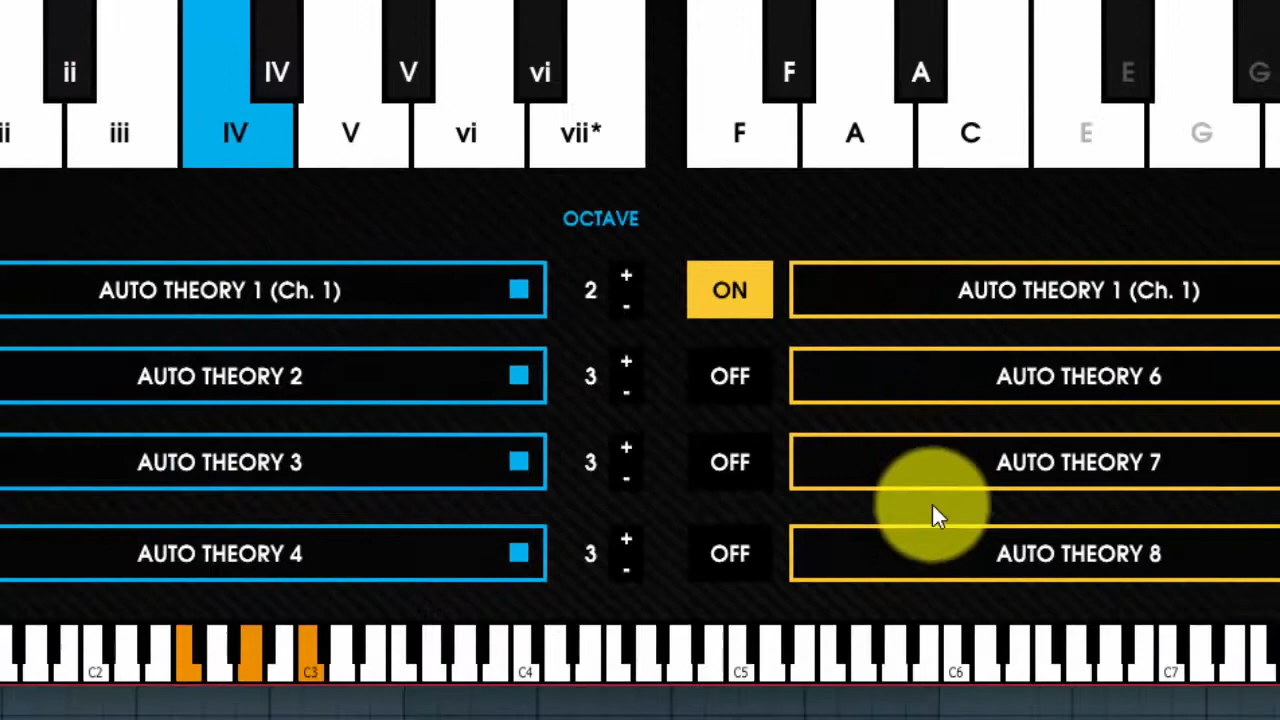 ii IV V vi F A E G
ii iii IV V vi vii* F A C E G
OCTAVE
AUTO THEORY 1 (Ch. 1) 2 + - ON AUTO THEORY 1 (Ch. 1)
AUTO THEORY 2 3 + - OFF AUTO THEORY 6
AUTO THEORY 3 3 + - OFF AUTO THEORY 7
AUTO THEORY 4 3 + - OFF AUTO THEORY 8
C2 C3 C4 C5 C6 C7